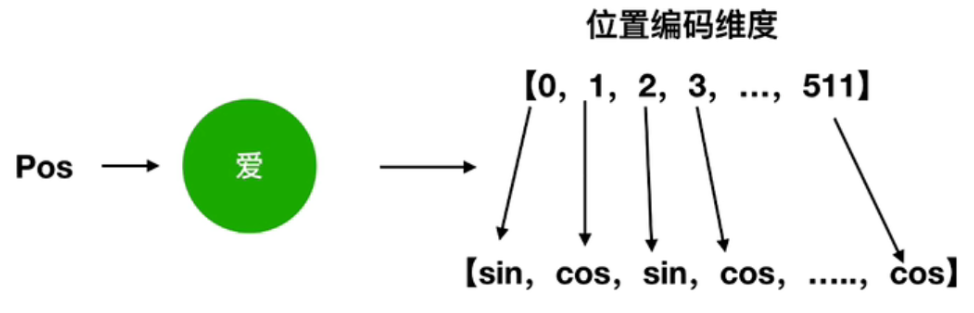 位置编码维度
【0，1，2，3，...，511】
Pos
爱
【sin，cos，sin，cos，.....，cos】